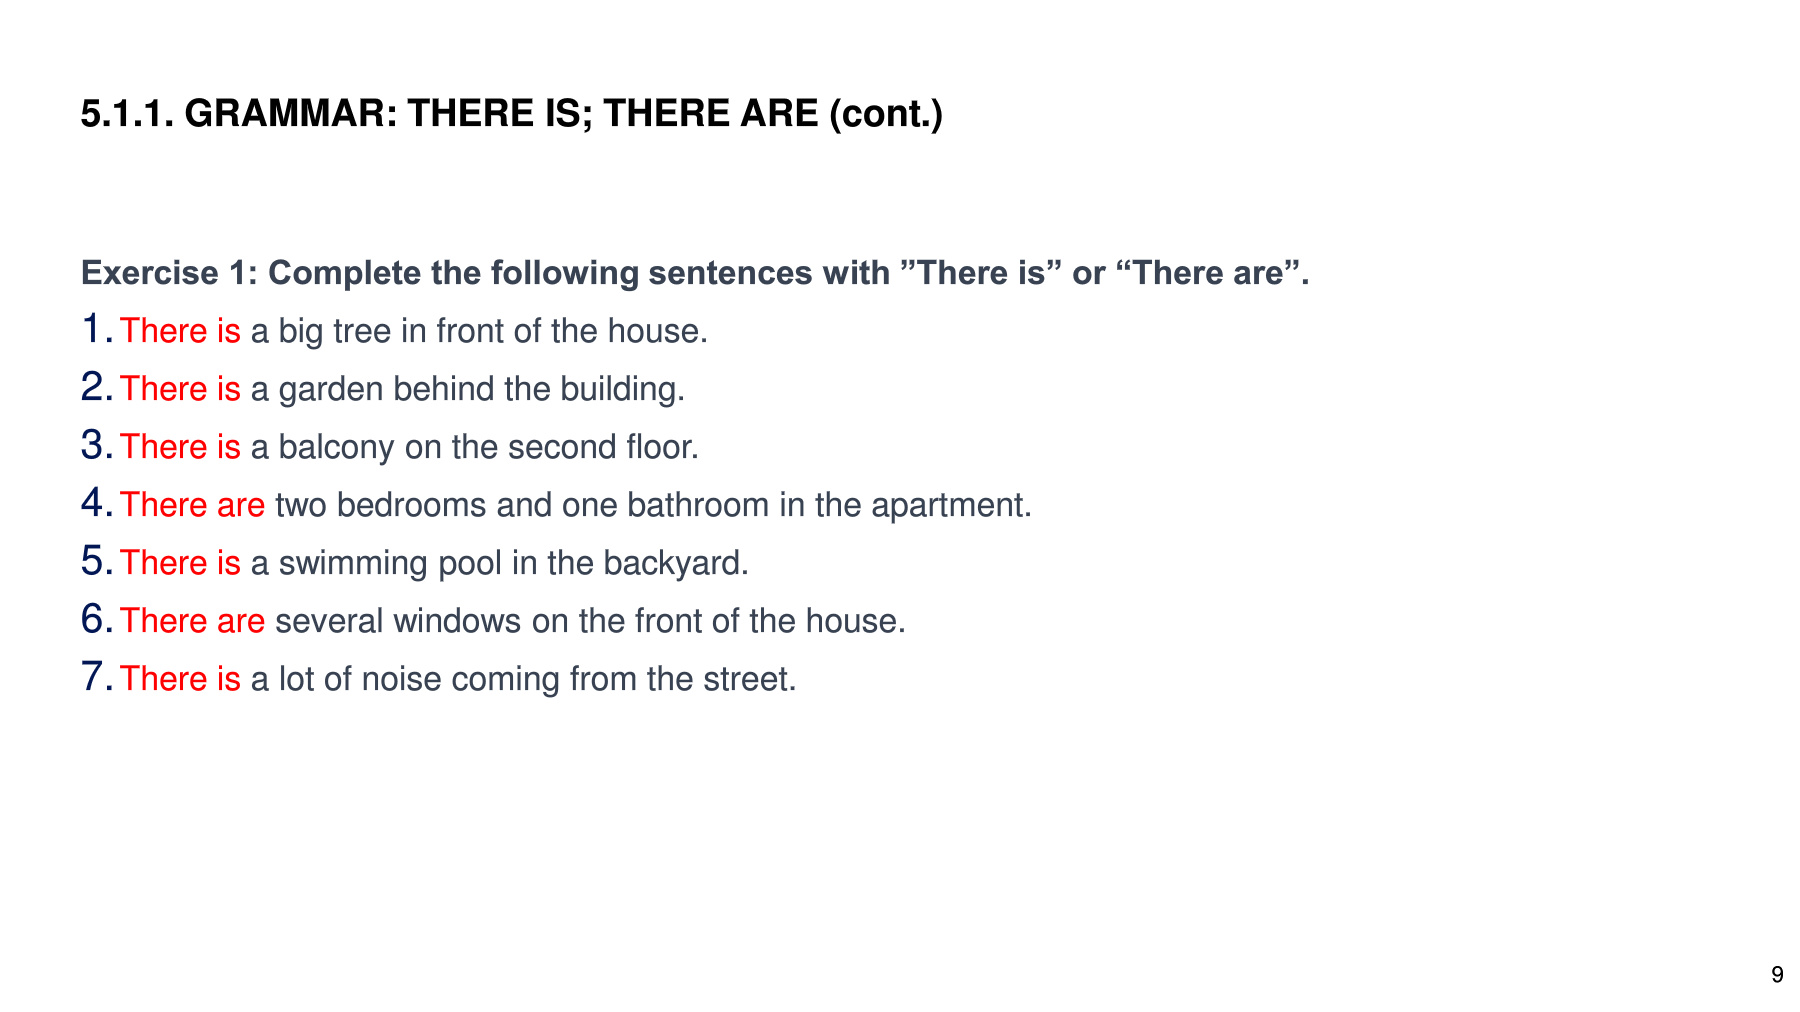 5.1.1. GRAMMAR: THERE IS; THERE ARE (cont.)
Exercise 1: Complete the following sentences with ”There is” or “There are”.
1. There is a big tree in front of the house.
2. There is a garden behind the building.
3. There is a balcony on the second floor.
4. There are two bedrooms and one bathroom in the apartment.
5. There is a swimming pool in the backyard.
6. There are several windows on the front of the house.
7. There is a lot of noise coming from the street.
9